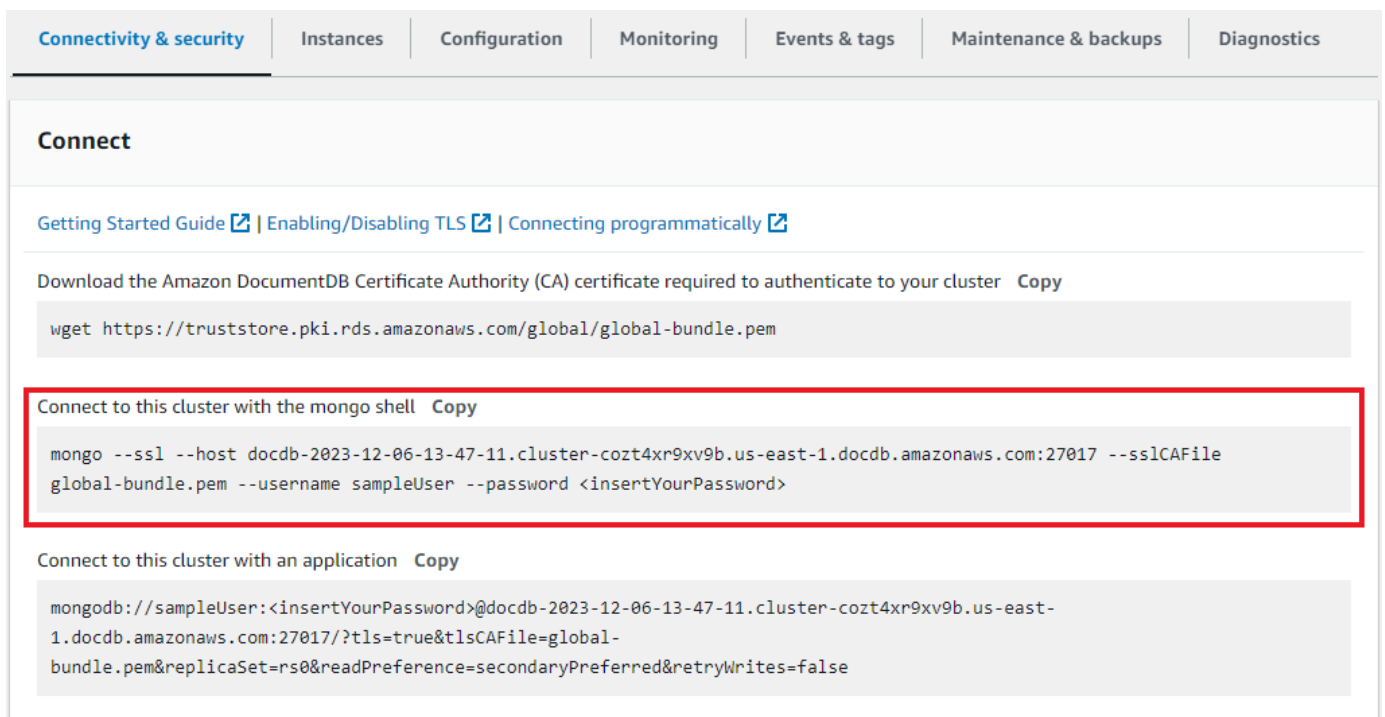 Connectivity & security Instances Configuration Monitoring Events & tags Maintenance & backups Diagnostics
Connect
Getting Started Guide | Enabling/Disabling TLS | Connecting programmatically
Download the Amazon DocumentDB Certificate Authority (CA) certificate required to authenticate to your cluster Copy
wget https://truststore.pki.rds.amazonaws.com/global/global-bundle.pem
Connect to this cluster with the mongo shell Copy
mongo --ssl --host docdb-2023-12-06-13-47-11.cluster-cozt4xr9xv9b.us-east-1.docdb.amazonaws.com:27017 --sslCAFile
global-bundle.pem --username sampleUser --password <insertYourPassword>
Connect to this cluster with an application Copy
mongodb://sampleUser:<insertYourPassword>@docdb-2023-12-06-13-47-11.cluster-cozt4xr9xv9b.us-east-
1.docdb.amazonaws.com:27017/?tls=true&tlsCAFile=global-
bundle.pem&replicaSet=rs0&readPreference=secondaryPreferred&retryWrites=false